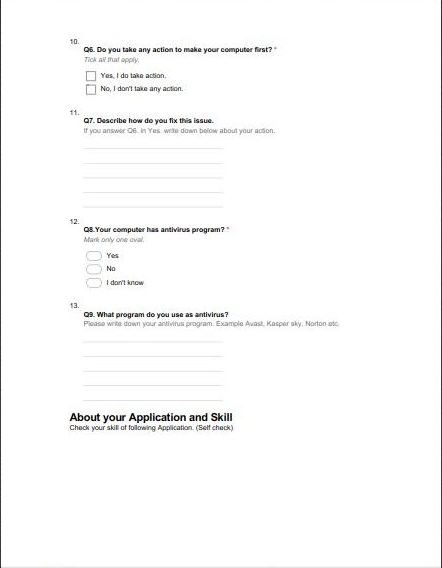 10.
Q6. Do you take any action to make your computer first? *
Tick all that apply.
Yes, I do take action.
No, I don't take any action.
11.
Q7. Describe how do you fix this issue.
If you answer Q6. in Yes. write down below about your action.
12.
Q8.Your computer has antivirus program? *
Mark only one oval.
Yes
No
I don't know
13.
Q9. What program do you use as antivirus?
Please write down your antivirus program. Example Avast, Kasper sky, Norton etc.
About your Application and Skill
Check your skill of following Application. (Self check)